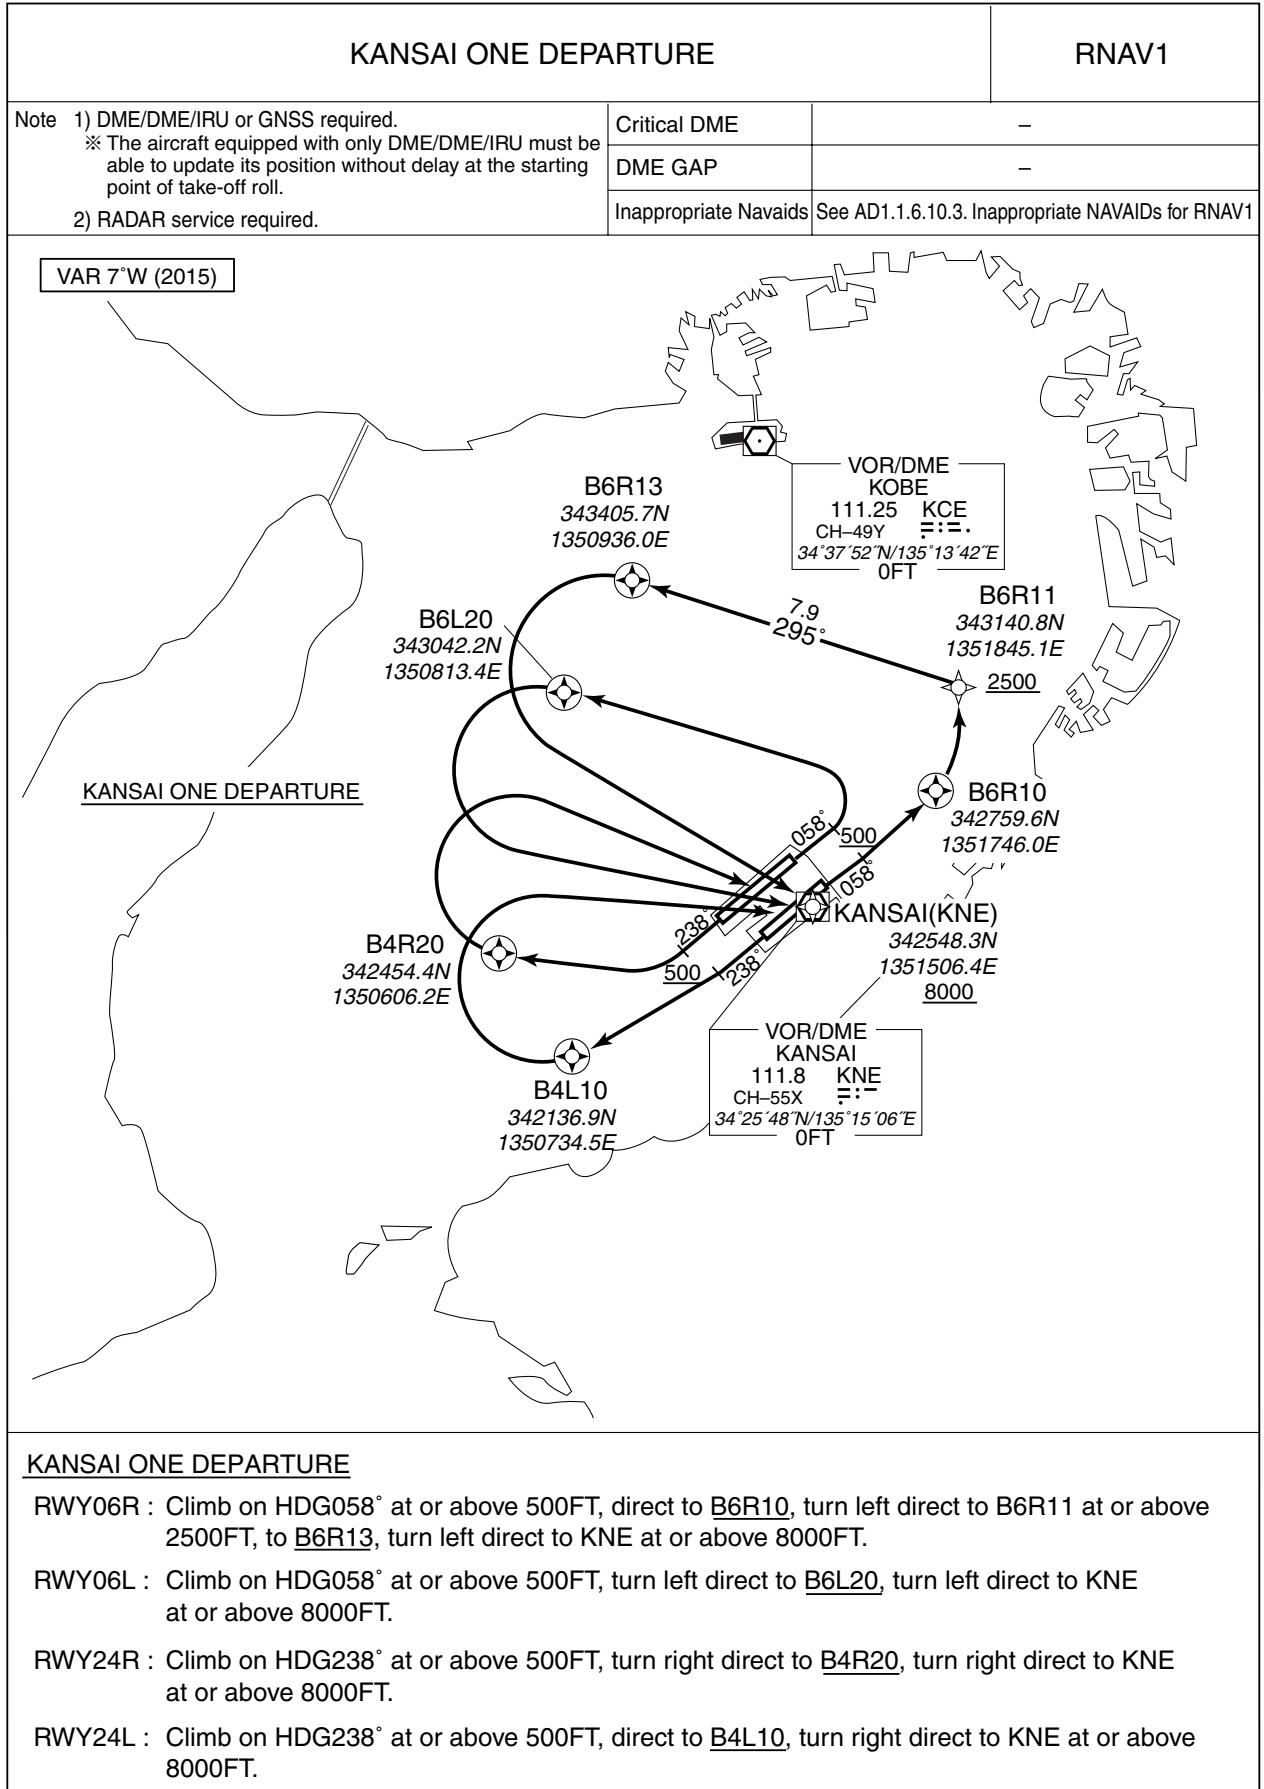 KANSAI ONE DEPARTURE
RNAV1
Note 1) DME/DME/IRU or GNSS required.
※ The aircraft equipped with only DME/DME/IRU must be
able to update its position without delay at the starting
point of take-off roll.
2) RADAR service required.
Critical DME –
DME GAP –
Inappropriate Navaids See AD1.1.6.10.3. Inappropriate NAVAIDs for RNAV1
VAR 7˚W (2015)
VOR/DME
KOBE
111.25 KCE
CH–49Y
34˚37´52˝N/135˚13´42˝E
0FT
B6R13
343405.7N
1350936.0E
7.9
295˚
B6R11
343140.8N
1351845.1E
2500
B6L20
343042.2N
1350813.4E
KANSAI ONE DEPARTURE
B6R10
342759.6N
1351746.0E
058˚
500
058˚
KANSAI(KNE)
342548.3N
1351506.4E
8000
238˚
500
238˚
B4R20
342454.4N
1350606.2E
VOR/DME
KANSAI
111.8 KNE
CH–55X
34˚25´48˝N/135˚15´06˝E
0FT
B4L10
342136.9N
1350734.5E
KANSAI ONE DEPARTURE
RWY06R : Climb on HDG058˚ at or above 500FT, direct to B6R10, turn left direct to B6R11 at or above
2500FT, to B6R13, turn left direct to KNE at or above 8000FT.
RWY06L : Climb on HDG058˚ at or above 500FT, turn left direct to B6L20, turn left direct to KNE
at or above 8000FT.
RWY24R : Climb on HDG238˚ at or above 500FT, turn right direct to B4R20, turn right direct to KNE
at or above 8000FT.
RWY24L : Climb on HDG238˚ at or above 500FT, direct to B4L10, turn right direct to KNE at or above
8000FT.